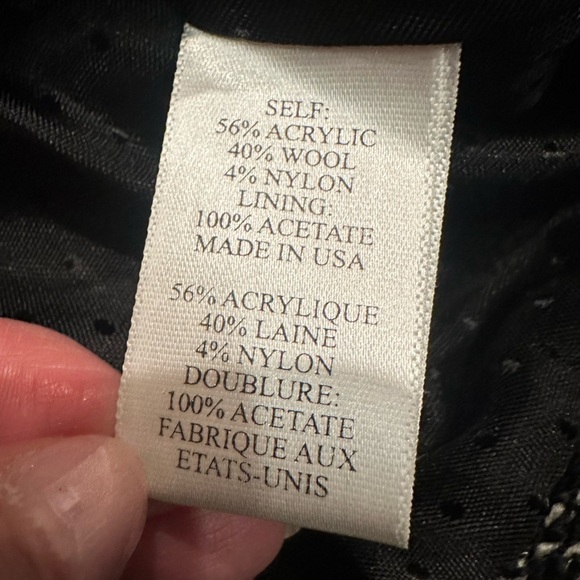 SELF:
56% ACRYLIC
40% WOOL
4% NYLON
LINING:
100% ACETATE
MADE IN USA
56% ACRYLIQUE
40% LAINE
4% NYLON
DOUBLURE:
100% ACETATE
FABRIQUE AUX
ETATS-UNIS